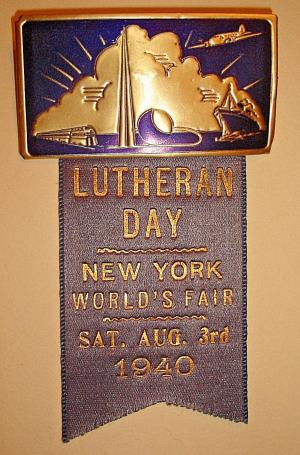 LUTHERAN
DAY
NEW YORK
WORLD'S FAIR
SAT. AUG. 3rd
1940